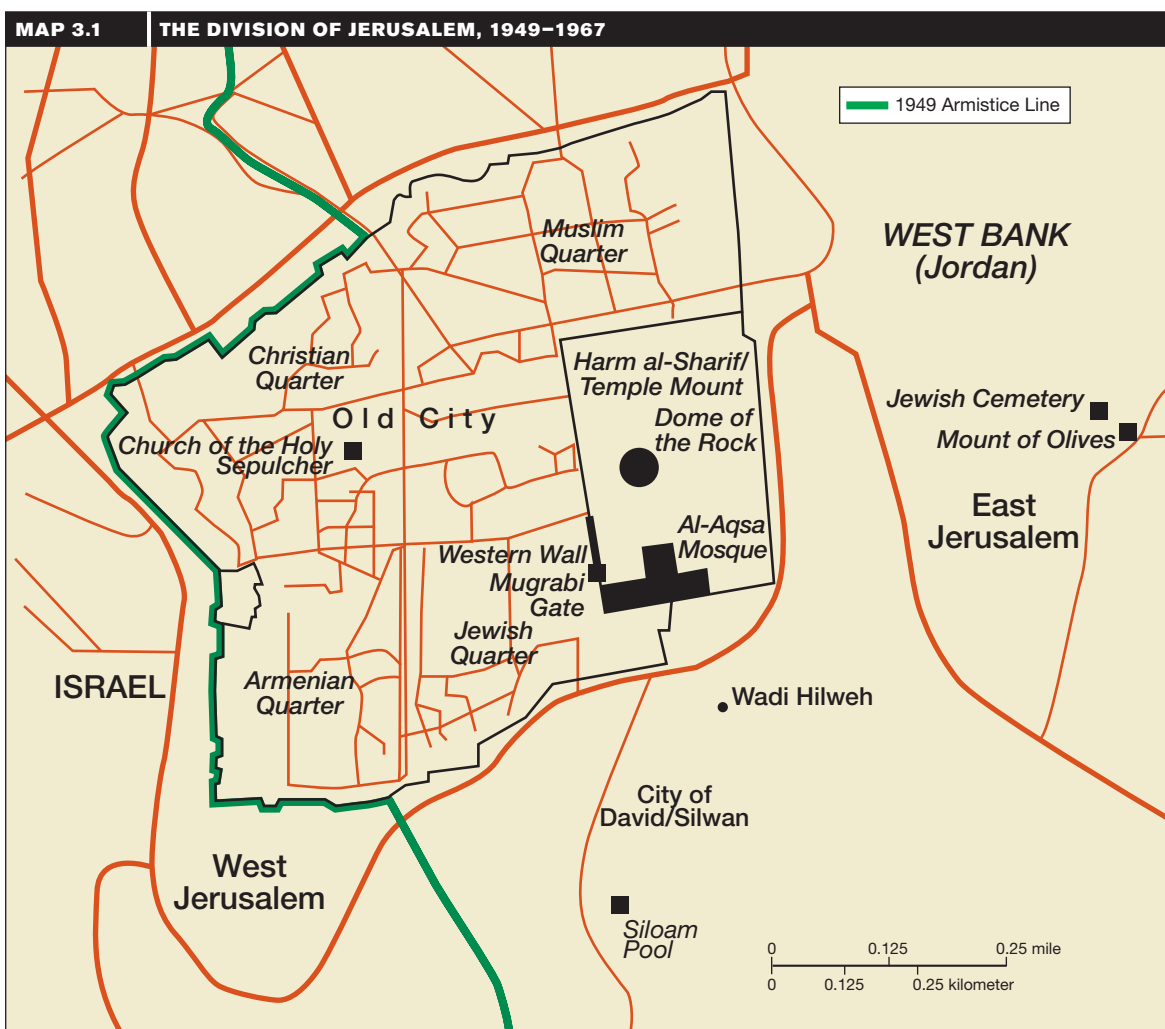 MAP 3.1
THE DIVISION OF JERUSALEM, 1949–1967
1949 Armistice Line
Muslim
Quarter
WEST BANK
(Jordan)
Christian
Quarter
Harm al-Sharif/
Temple Mount
Dome of
the Rock
Old City
Jewish Cemetery
Mount of Olives
Church of the Holy
Sepulcher
East
Jerusalem
Al-Aqsa
Mosque
Western Wall
Mugrabi
Gate
Jewish
Quarter
ISRAEL
Armenian
Quarter
Wadi Hilweh
City of
David/Silwan
West
Jerusalem
Siloam
Pool
0 0.125 0.25 mile
0 0.125 0.25 kilometer